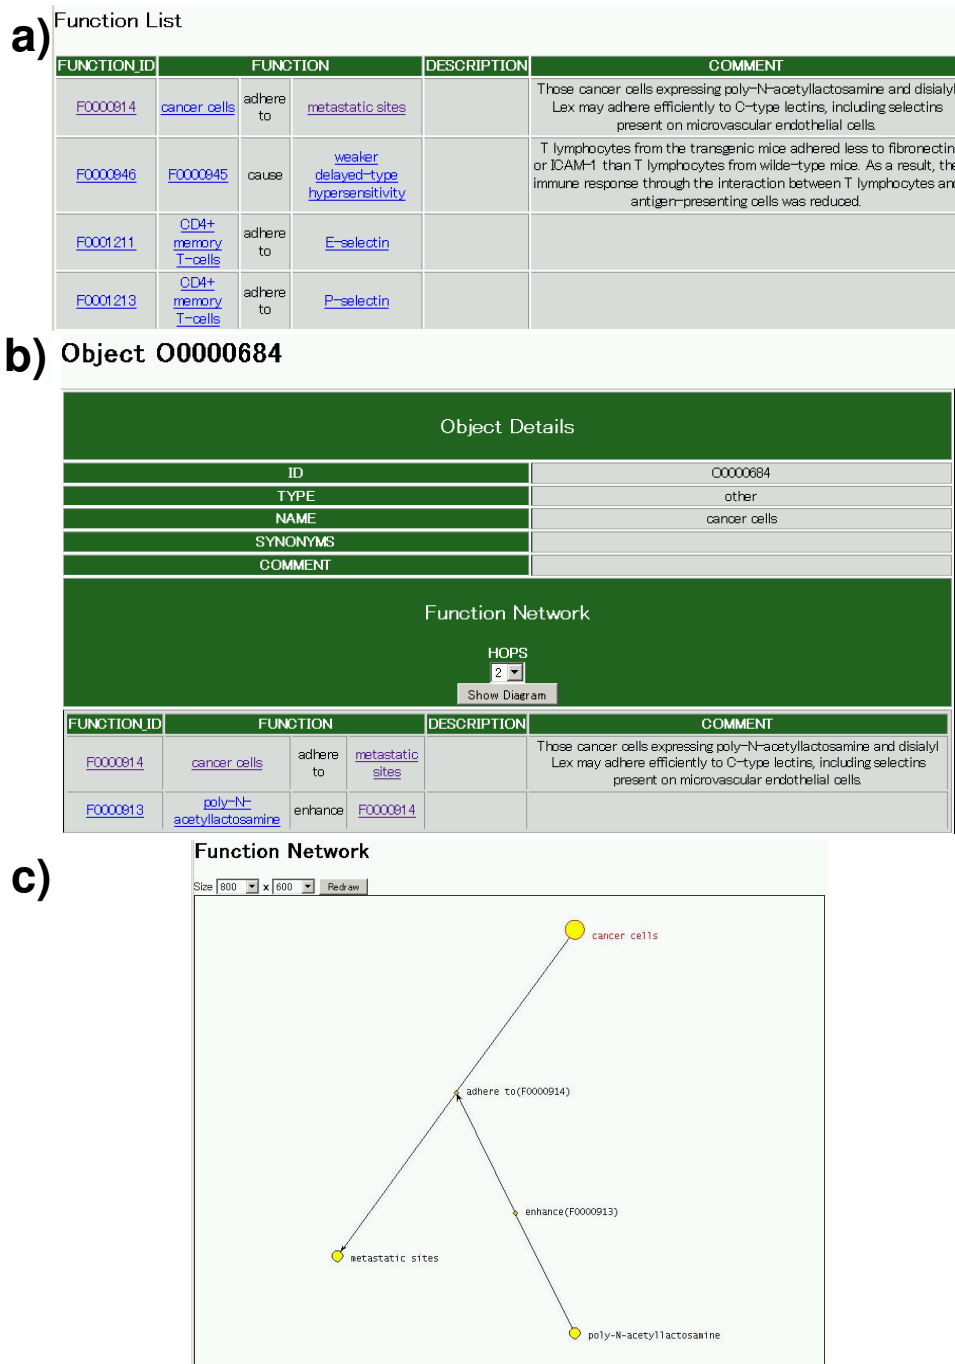 a)
Function List
FUNCTION_ID FUNCTION DESCRIPTION COMMENT
F0000914 cancer cells adhere to metastatic sites
Those cancer cells expressing poly-N-acetyllactosamine and disialyl
Lex may adhere efficiently to C-type lectins, including selectins
present on microvascular endothelial cells.
F0000946 F0000945 cause weaker delayed-type hypersensitivity
T lymphocytes from the transgenic mice adhered less to fibronectin
or ICAM-1 than T lymphocytes from wilde-type mice. As a result, the
immune response through the interaction between T lymphocytes and
antigen-presenting cells was reduced.
F0001211 CD4+ memory T-cells adhere to E-selectin
F0001213 CD4+ memory T-cells adhere to P-selectin
b)
Object O0000684
Object Details
ID O0000684
TYPE other
NAME cancer cells
SYNONYMS
COMMENT
Function Network
HOPS
2
Show Diagram
FUNCTION_ID FUNCTION DESCRIPTION COMMENT
F0000914 cancer cells adhere to metastatic sites
Those cancer cells expressing poly-N-acetyllactosamine and disialyl
Lex may adhere efficiently to C-type lectins, including selectins
present on microvascular endothelial cells.
F0000913 poly-N-acetyllactosamine enhance F0000914
c)
Function Network
Size 800 x 600 Redraw
cancer cells
adhere to(F0000914)
enhance(F0000913)
metastatic sites
poly-N-acetyllactosamine